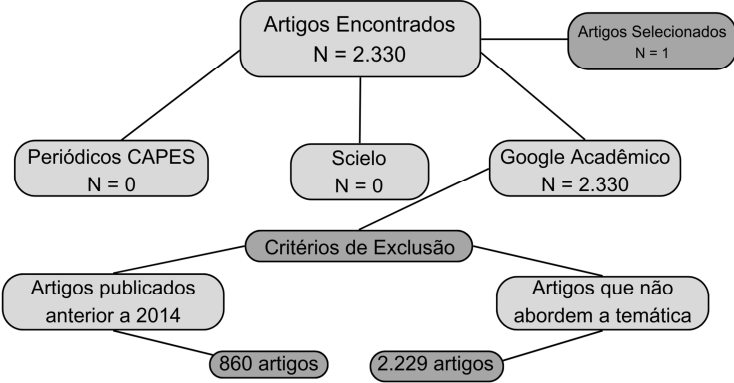 Artigos Encontrados
N = 2.330
Artigos Selecionados
N = 1
Periódicos CAPES
N = 0
Scielo
N = 0
Google Acadêmico
N = 2.330
Critérios de Exclusão
Artigos publicados
anterior a 2014
Artigos que não
abordem a temática
860 artigos
2.229 artigos